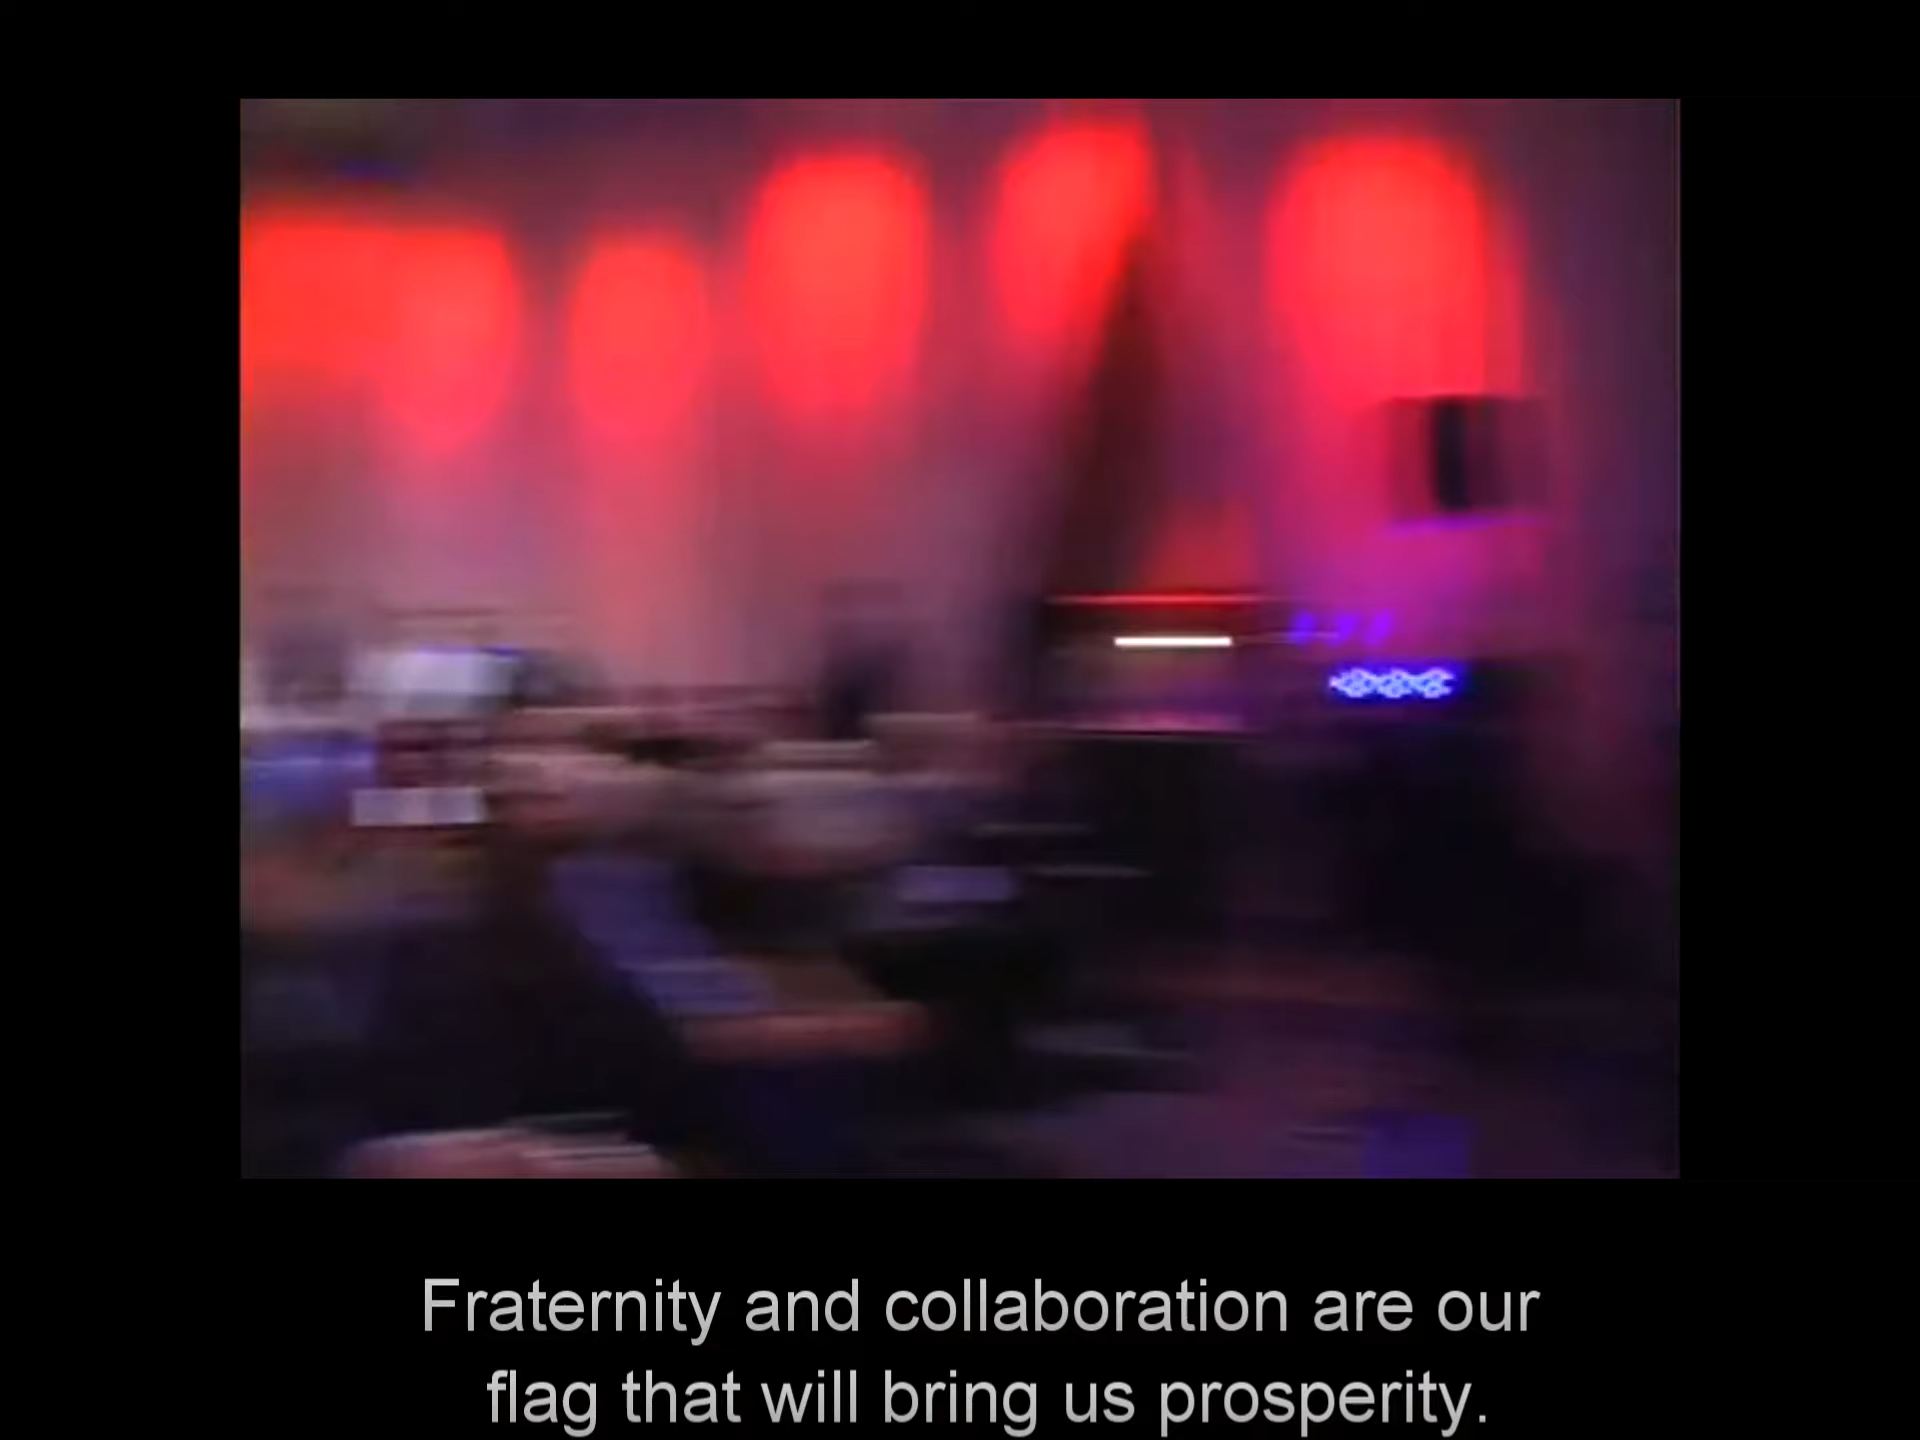 Fraternity and collaboration are our
flag that will bring us prosperity.